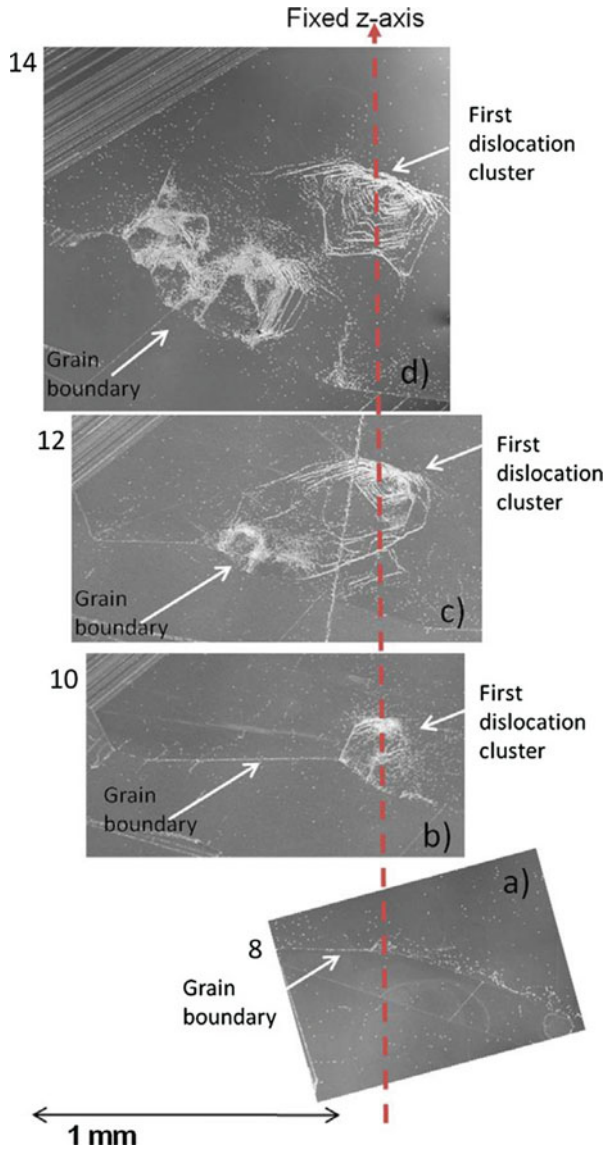 Fixed z-axis
14
First
dislocation
cluster
Grain
boundary
d)
12
First
dislocation
cluster
Grain
boundary
c)
10
First
dislocation
cluster
Grain
boundary
b)
a)
8
Grain
boundary
1 mm